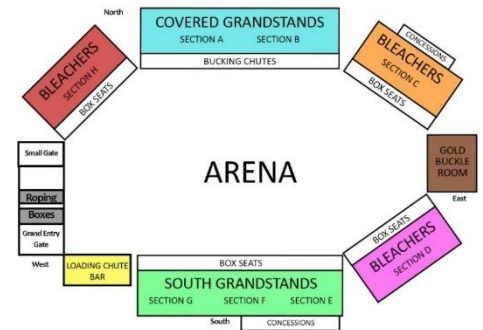 North
COVERED GRANDSTANDS
SECTION A SECTION B
BUCKING CHUTES
BLEACHERS
SECTION H
BOX SEATS
CONCESSIONS
BLEACHERS
SECTION C
BOX SEATS
Small Gate
Roping
Boxes
Grand Entry
Gate
West
ARENA
GOLD
BUCKLE
ROOM
East
LOADING CHUTE
BAR
BOX SEATS
SOUTH GRANDSTANDS
SECTION G SECTION F SECTION E
South
CONCESSIONS
BOX SEATS
BLEACHERS
SECTION D